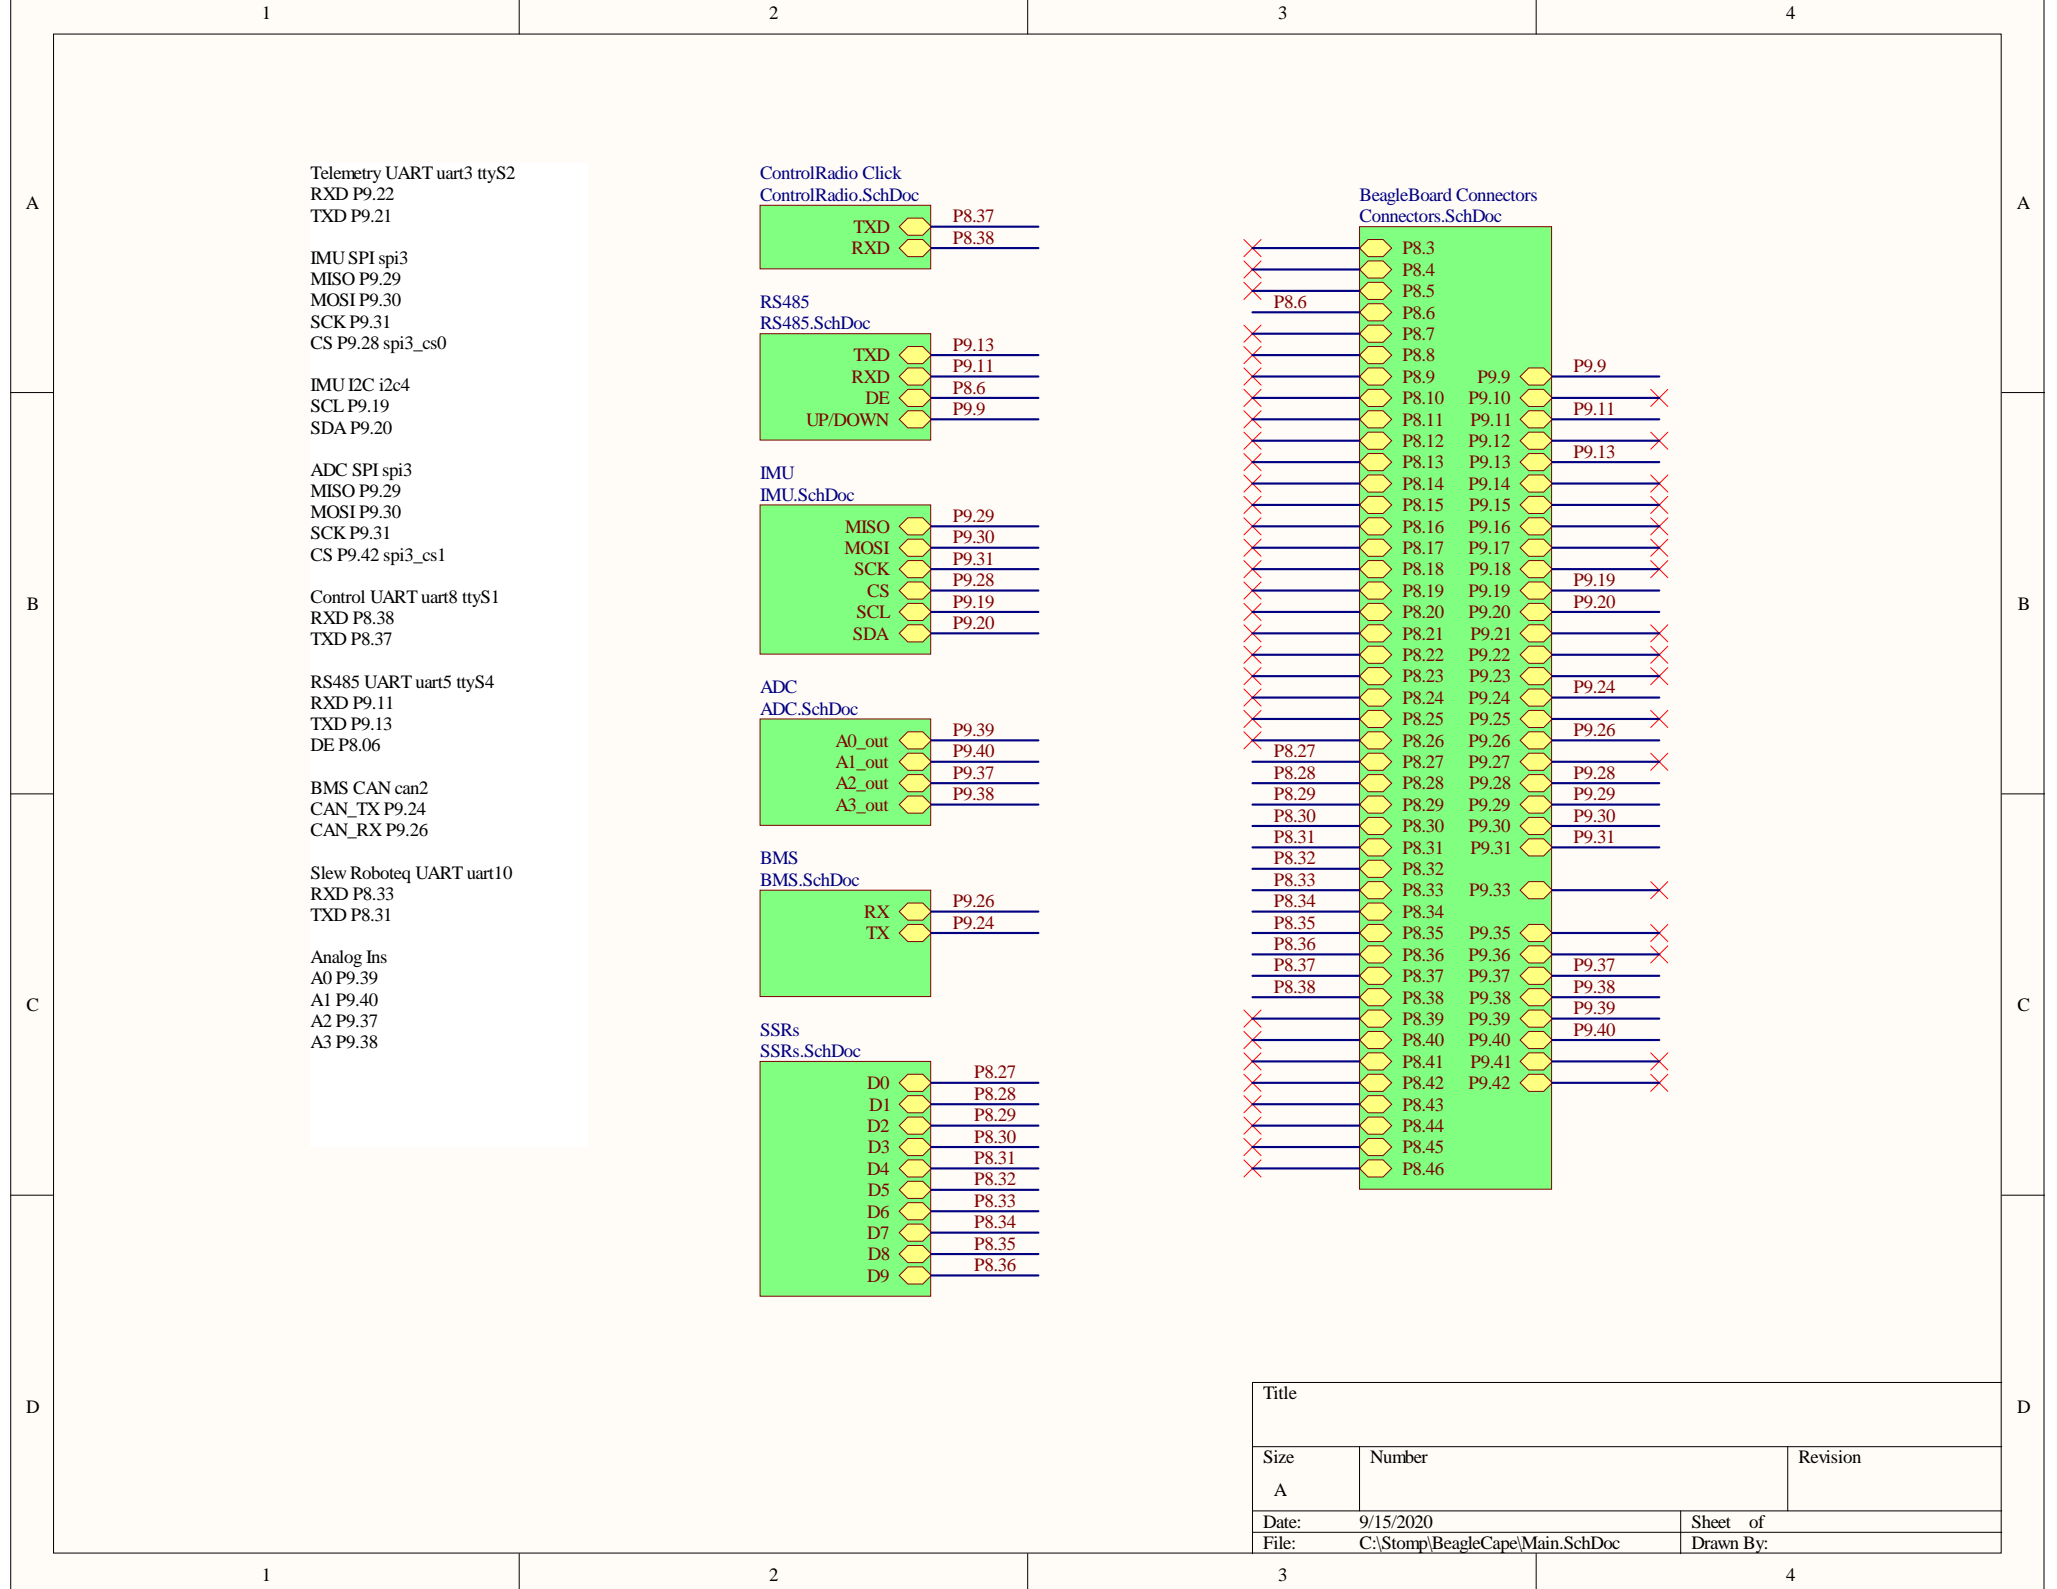 1
2
3
4
A
A
B
B
C
C
D
D
Telemetry UART uart3 ttyS2
RXD P9.22
TXD P9.21
IMU SPI spi3
MISO P9.29
MOSI P9.30
SCK P9.31
CS P9.28 spi3_cs0
IMU I2C i2c4
SCL P9.19
SDA P9.20
ADC SPI spi3
MISO P9.29
MOSI P9.30
SCK P9.31
CS P9.42 spi3_cs1
Control UART uart8 ttyS1
RXD P8.38
TXD P8.37
RS485 UART uart5 ttyS4
RXD P9.11
TXD P9.13
DE P8.06
BMS CAN can2
CAN_TX P9.24
CAN_RX P9.26
Slew Roboteq UART uart10
RXD P8.33
TXD P8.31
Analog Ins
A0 P9.39
A1 P9.40
A2 P9.37
A3 P9.38
ControlRadio Click
ControlRadio.SchDoc
TXD P8.37
RXD P8.38
RS485
RS485.SchDoc
TXD P9.13
RXD P9.11
DE P8.6
UP/DOWN P9.9
IMU
IMU.SchDoc
MISO P9.29
MOSI P9.30
SCK P9.31
CS P9.28
SCL P9.19
SDA P9.20
ADC
ADC.SchDoc
A0_out P9.39
A1_out P9.40
A2_out P9.37
A3_out P9.38
BMS
BMS.SchDoc
RX P9.26
TX P9.24
SSRs
SSRs.SchDoc
D0 P8.27
D1 P8.28
D2 P8.29
D3 P8.30
D4 P8.31
D5 P8.32
D6 P8.33
D7 P8.34
D8 P8.35
D9 P8.36
BeagleBoard Connectors
Connectors.SchDoc
P8.3
P8.4
P8.5
P8.6 P8.6
P8.7
P8.8
P8.9 P9.9 P9.9
P8.10 P9.10
P8.11 P9.11 P9.11
P8.12 P9.12
P8.13 P9.13 P9.13
P8.14 P9.14
P8.15 P9.15
P8.16 P9.16
P8.17 P9.17
P8.18 P9.18
P8.19 P9.19 P9.19
P8.20 P9.20 P9.20
P8.21 P9.21
P8.22 P9.22
P8.23 P9.23
P8.24 P9.24 P9.24
P8.25 P9.25
P8.26 P9.26 P9.26
P8.27 P8.27 P9.27
P8.28 P8.28 P9.28 P9.28
P8.29 P8.29 P9.29 P9.29
P8.30 P8.30 P9.30 P9.30
P8.31 P8.31 P9.31 P9.31
P8.32 P8.32
P8.33 P8.33 P9.33
P8.34 P8.34
P8.35 P8.35 P9.35
P8.36 P8.36 P9.36
P8.37 P8.37 P9.37 P9.37
P8.38 P8.38 P9.38 P9.38
P8.39 P9.39 P9.39
P8.40 P9.40 P9.40
P8.41 P9.41
P8.42 P9.42
P8.43
P8.44
P8.45
P8.46
Title
Size Number Revision
A
Date: 9/15/2020 Sheet of
File: C:\Stomp\BeagleCape\Main.SchDoc Drawn By:
1
2
3
4